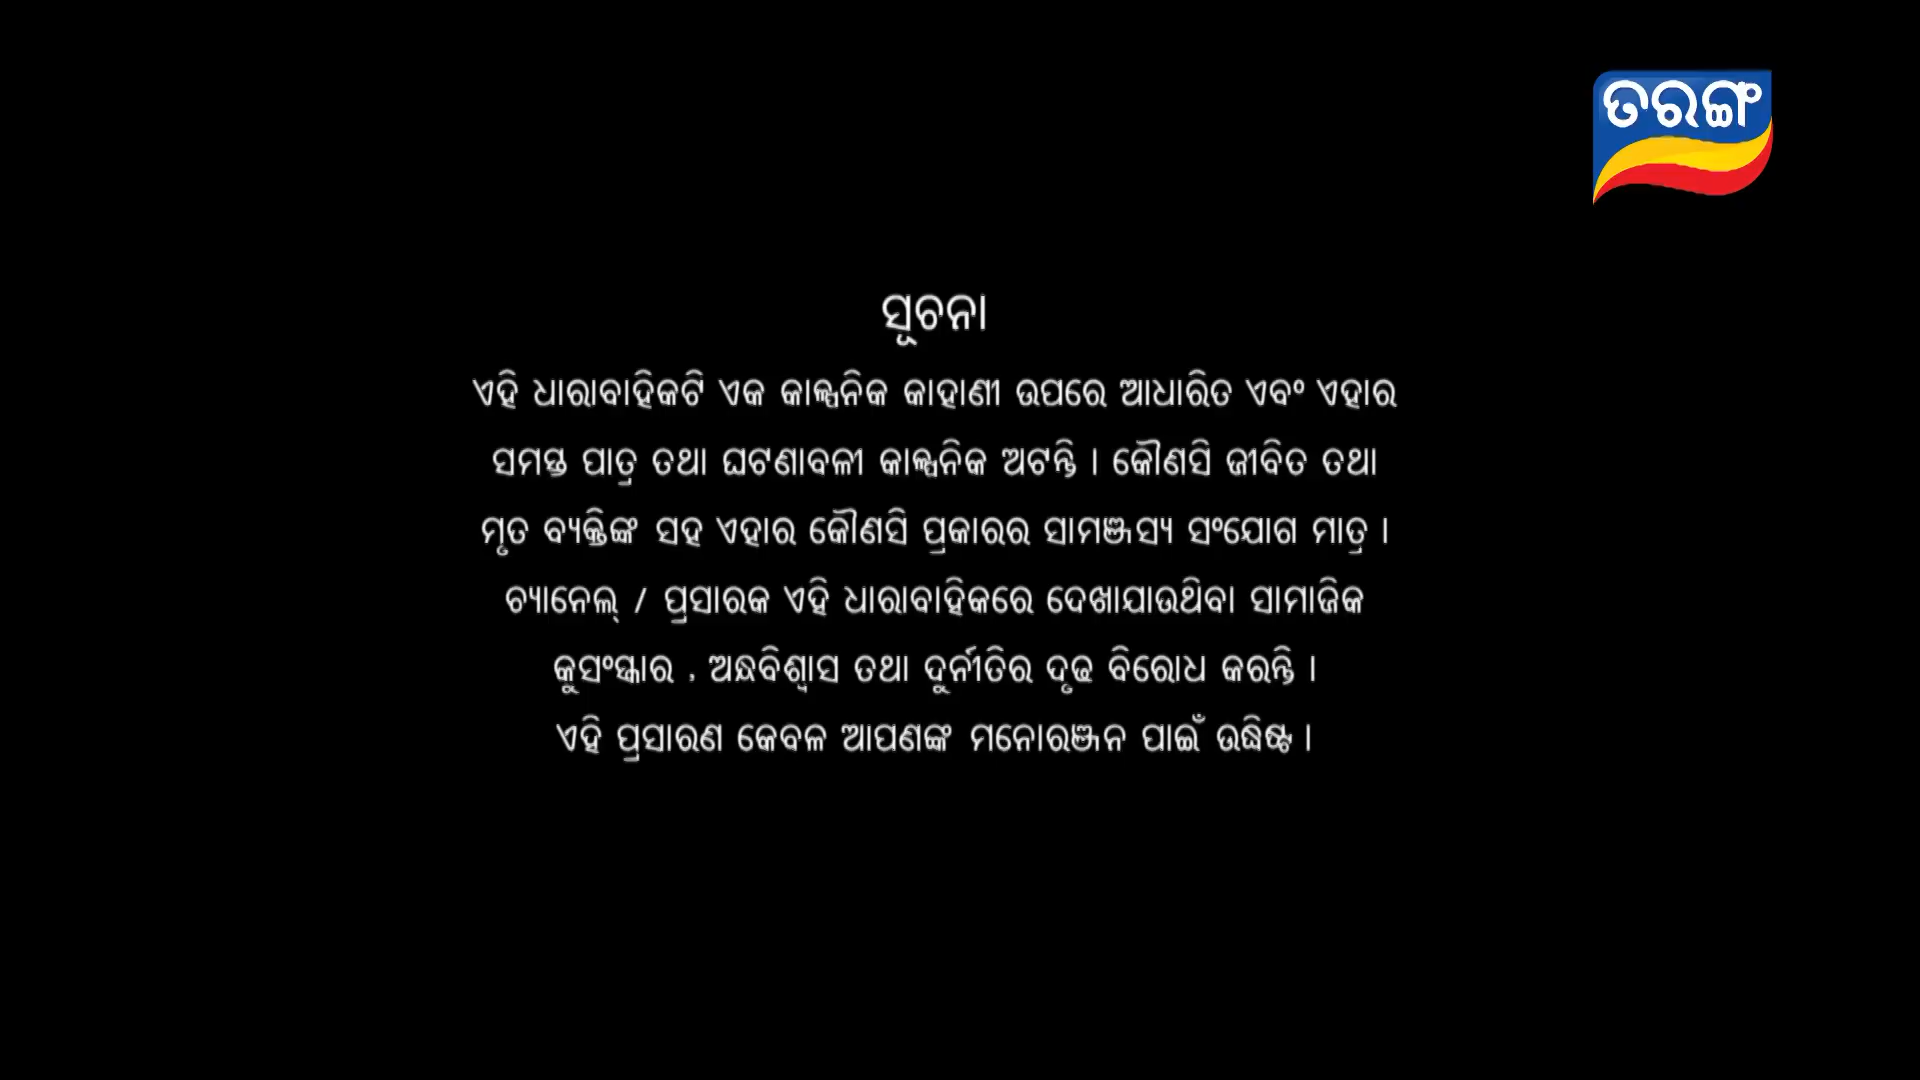 ତରଙ୍ଗ
ସୂଚନା
ଏହି ଧାରାବାହିକଟି ଏକ କାଳ୍ପନିକ କାହାଣୀ ଉପରେ ଆଧାରିତ ଏବଂ ଏହାର
ସମସ୍ତ ପାତ୍ର ତଥା ଘଟଣାବଳୀ କାଳ୍ପନିକ ଅଟନ୍ତି । କୌଣସି ଜୀବିତ ତଥା
ମୃତ ବ୍ୟକ୍ତିଙ୍କ ସହ ଏହାର କୌଣସି ପ୍ରକାରର ସାମଞ୍ଜସ୍ୟ ସଂଯୋଗ ମାତ୍ର ।
ଚ୍ୟାନେଲ୍ / ପ୍ରସାରକ ଏହି ଧାରାବାହିକରେ ଦେଖାଯାଉଥିବା ସାମାଜିକ
କୁସଂସ୍କାର , ଅନ୍ଧବିଶ୍ୱାସ ତଥା ଦୁର୍ନୀତିର ଦୃଢ ବିରୋଧ କରନ୍ତି ।
ଏହି ପ୍ରସାରଣ କେବଳ ଆପଣଙ୍କ ମନୋରଞ୍ଜନ ପାଇଁ ଉଦ୍ଧିଷ୍ଟ ।